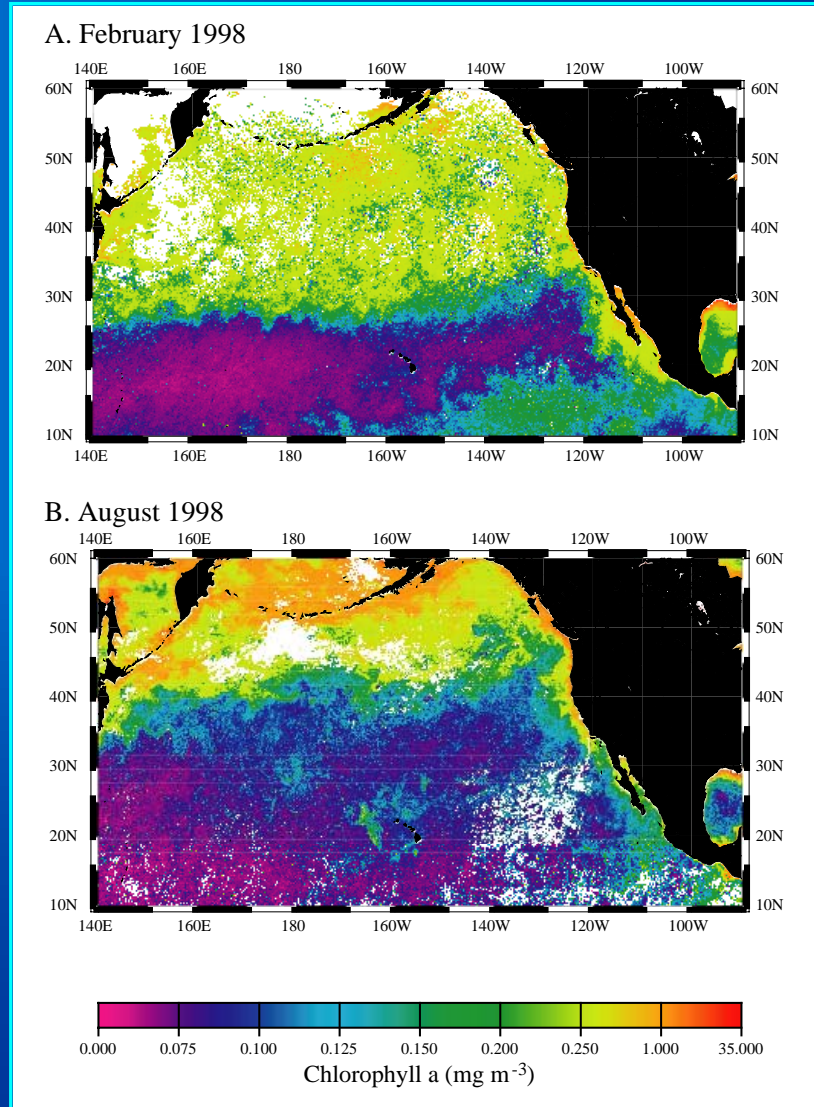 A. February 1998
140E 160E 180 160W 140W 120W 100W
60N 60N
50N 50N
40N 40N
30N 30N
20N 20N
10N 10N
140E 160E 180 160W 140W 120W 100W
B. August 1998
140E 160E 180 160W 140W 120W 100W
60N 60N
50N 50N
40N 40N
30N 30N
20N 20N
10N 10N
140E 160E 180 160W 140W 120W 100W
0.000 0.075 0.100 0.125 0.150 0.200 0.250 1.000 35.000
Chlorophyll a (mg m-3)